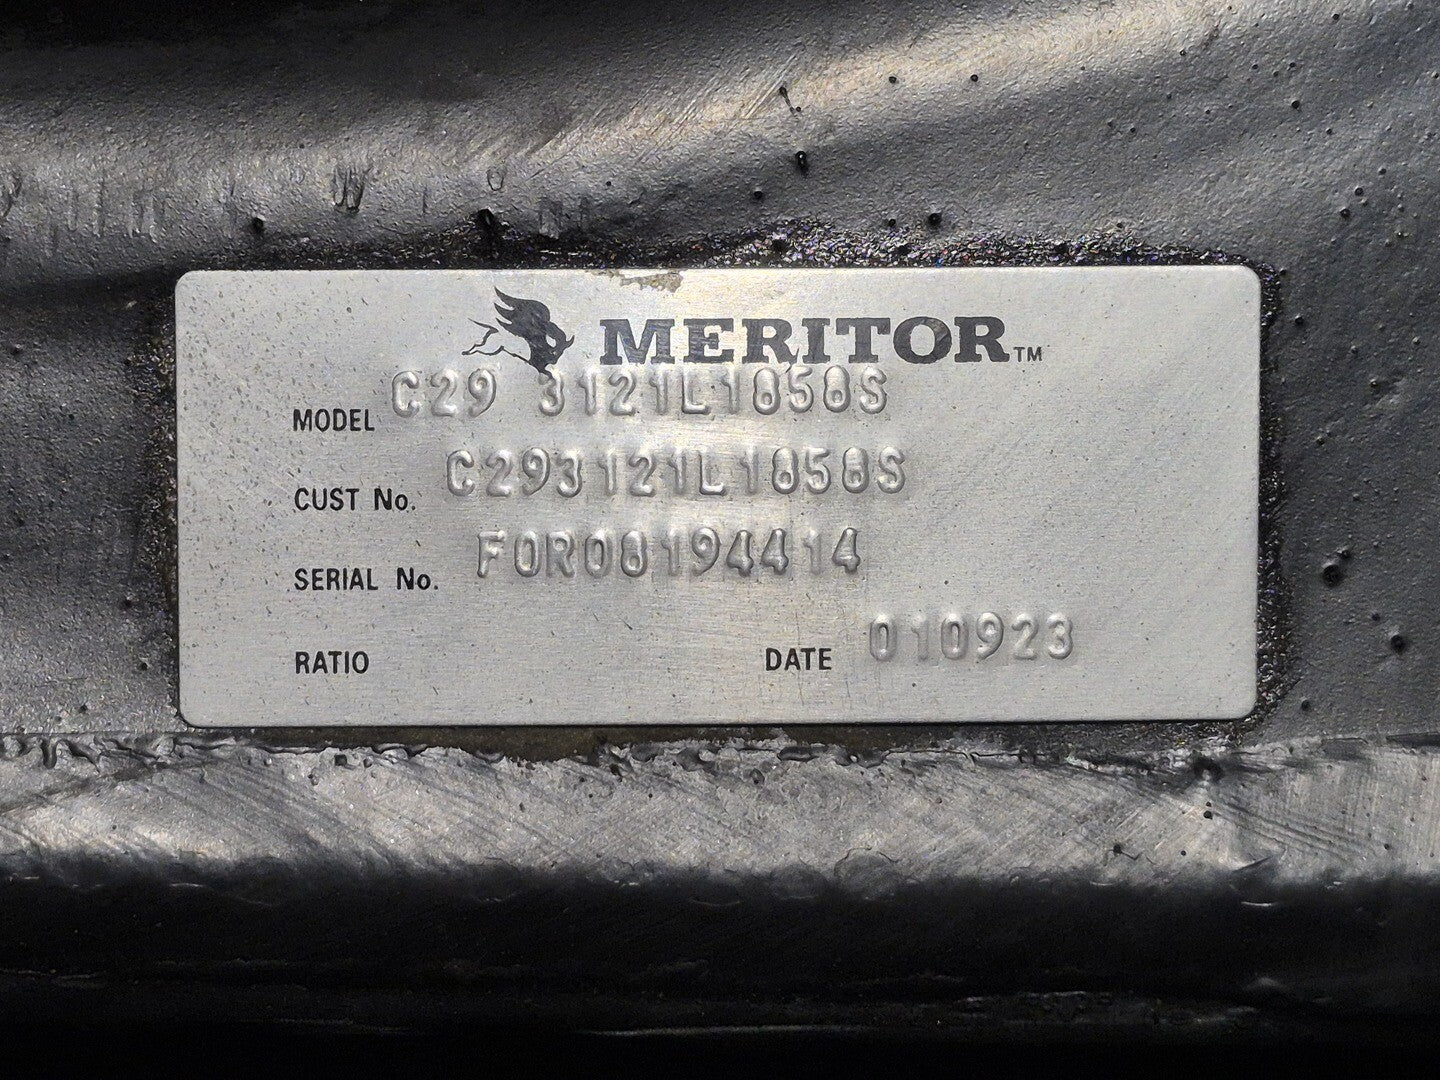 MERITOR™
MODEL C29 3121L1858S
CUST No. C293121L1858S
SERIAL No. F0R08194414
RATIO DATE 010923